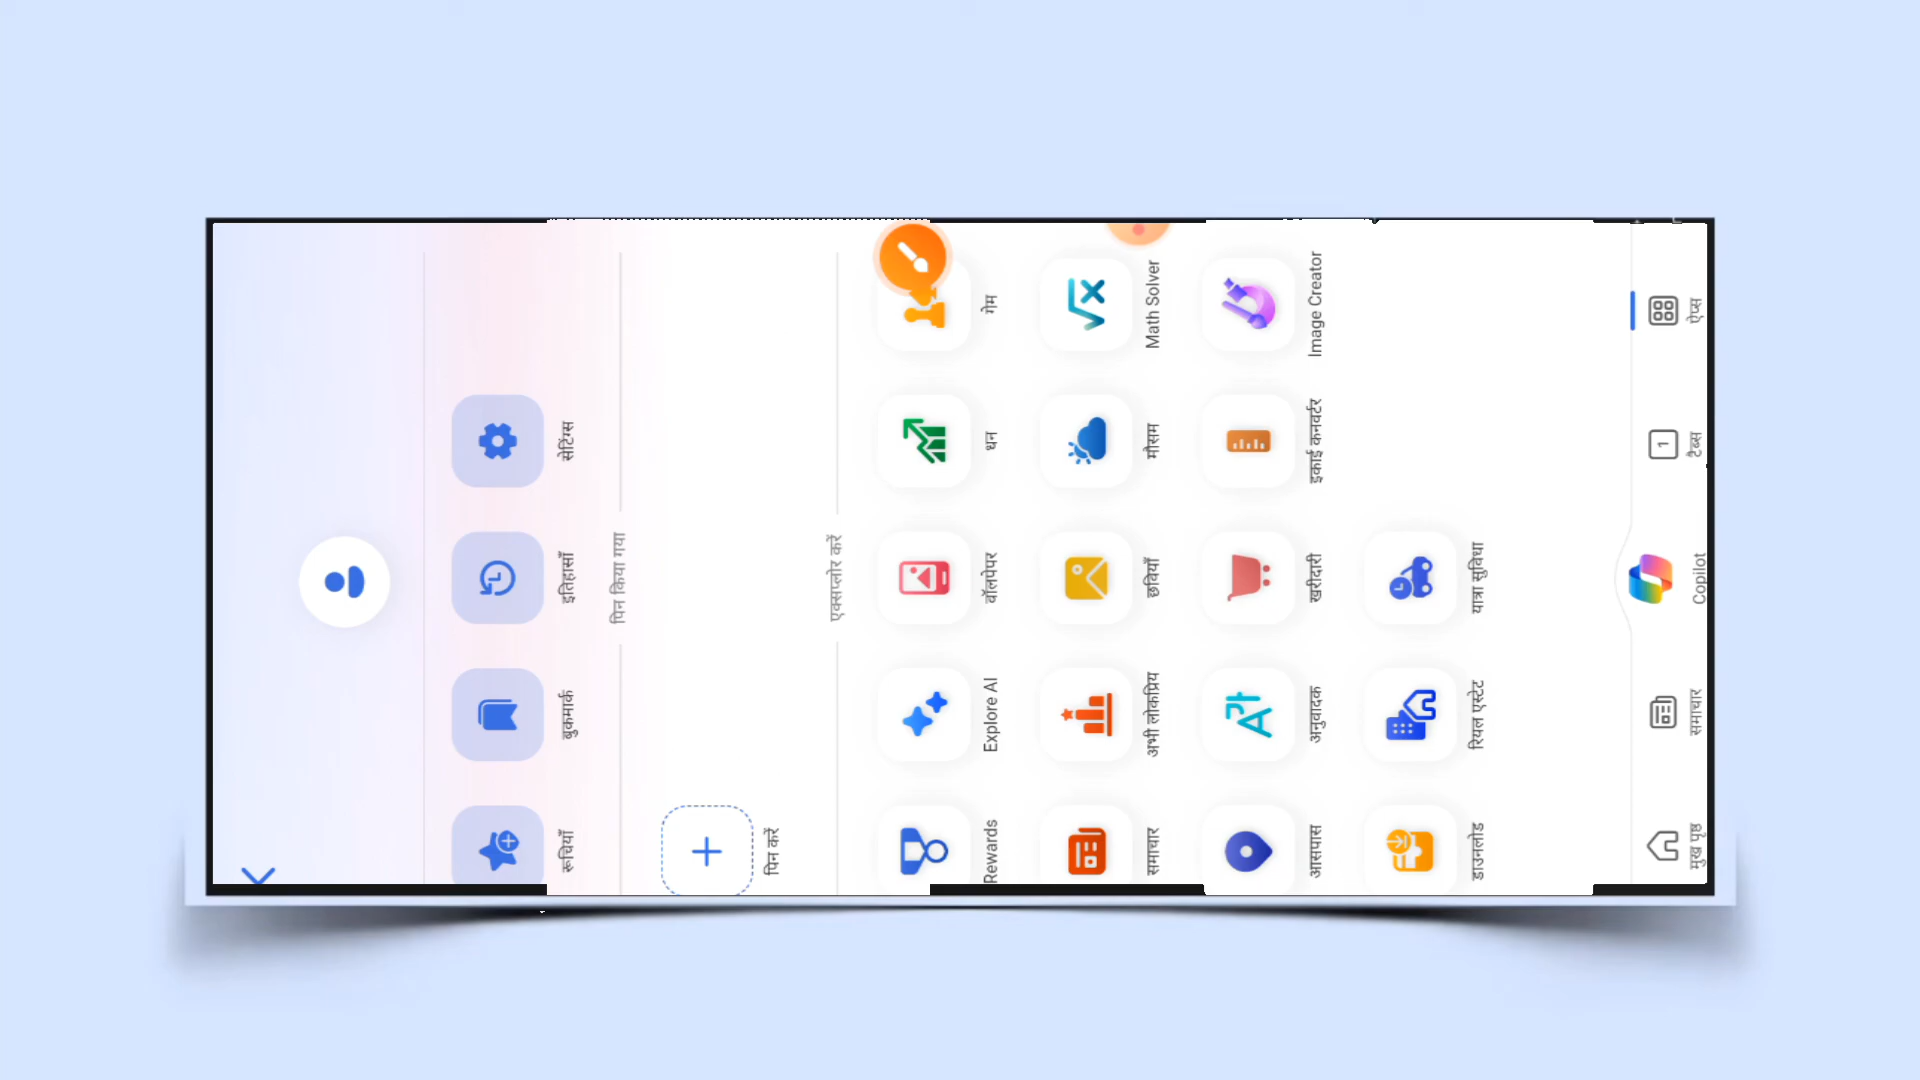 रूचियाँ
बुकमार्क
इतिहासाँ
सेटिंग्स
पिन किया गया
पिन करें
एक्सप्लोर करें
Rewards
Explore AI
वॉलपेपर
धन
गेम
समाचार
अभी लोकप्रिय
छवियाँ
मौसम
Math Solver
आसपास
अनुवादक
खरीदारी
इकाई कनवर्टर
Image Creator
डाउनलोड
रियल एस्टेट
यात्रा सुविधा
मुख पृष्ठ
समाचार
Copilot
1
टैब्स
ऐप्स